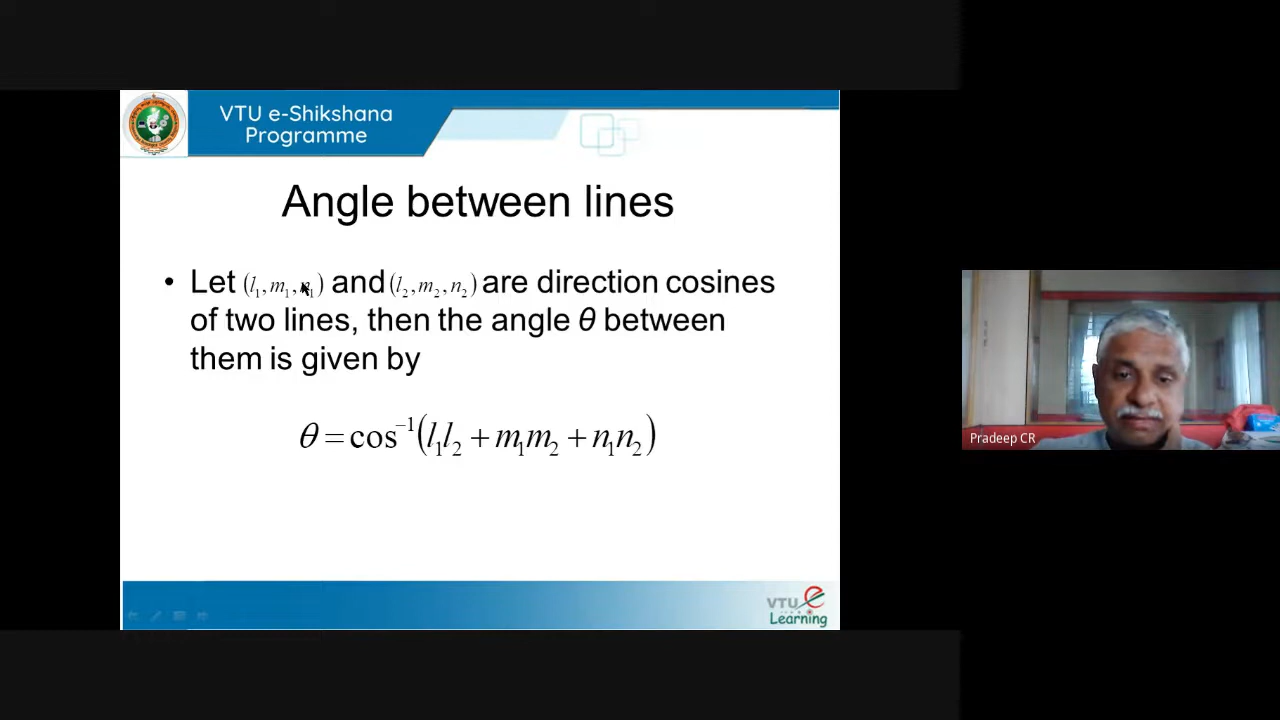 VTU e-Shikshana
Programme
Angle between lines
• Let (l₁, m₁, n₁) and (l₂, m₂, n₂) are direction cosines
of two lines, then the angle θ between
them is given by
θ = cos⁻¹(l₁l₂ + m₁m₂ + n₁n₂)
Pradeep CR
VTU e
Learning